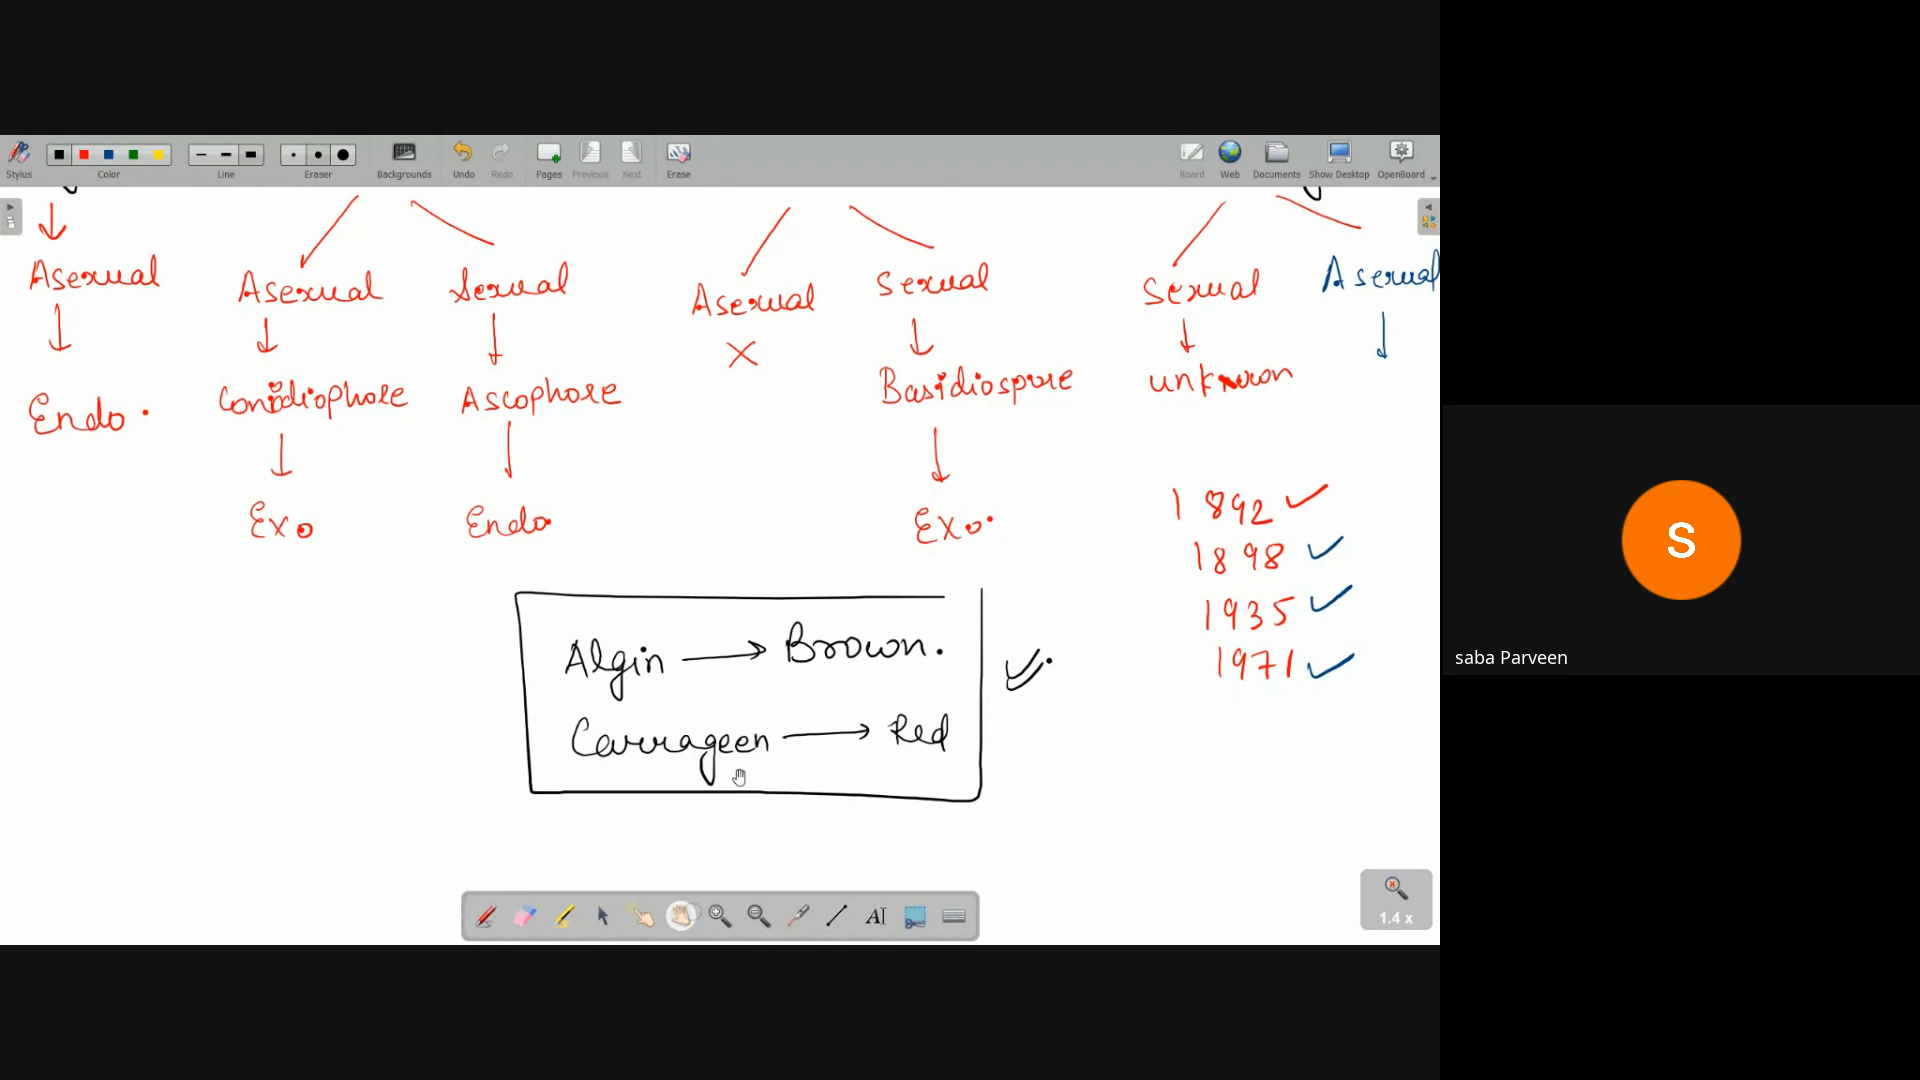 Stylus Color Line Eraser Backgrounds Undo Redo Pages Previous Next Erase Board Web Documents Show Desktop OpenBoard
Asexual Asexual Sexual Asexual Sexual Sexual Asexual
Endo. Conidiophore Ascophore X Basidiospore unknown
Exo Endo. Exo.
1892 ✓
1898 ✓
1935 ✓
1971 ✓
Algin → Brown.
Carrageen → Red
saba Parveen
S
AI
1.4 x